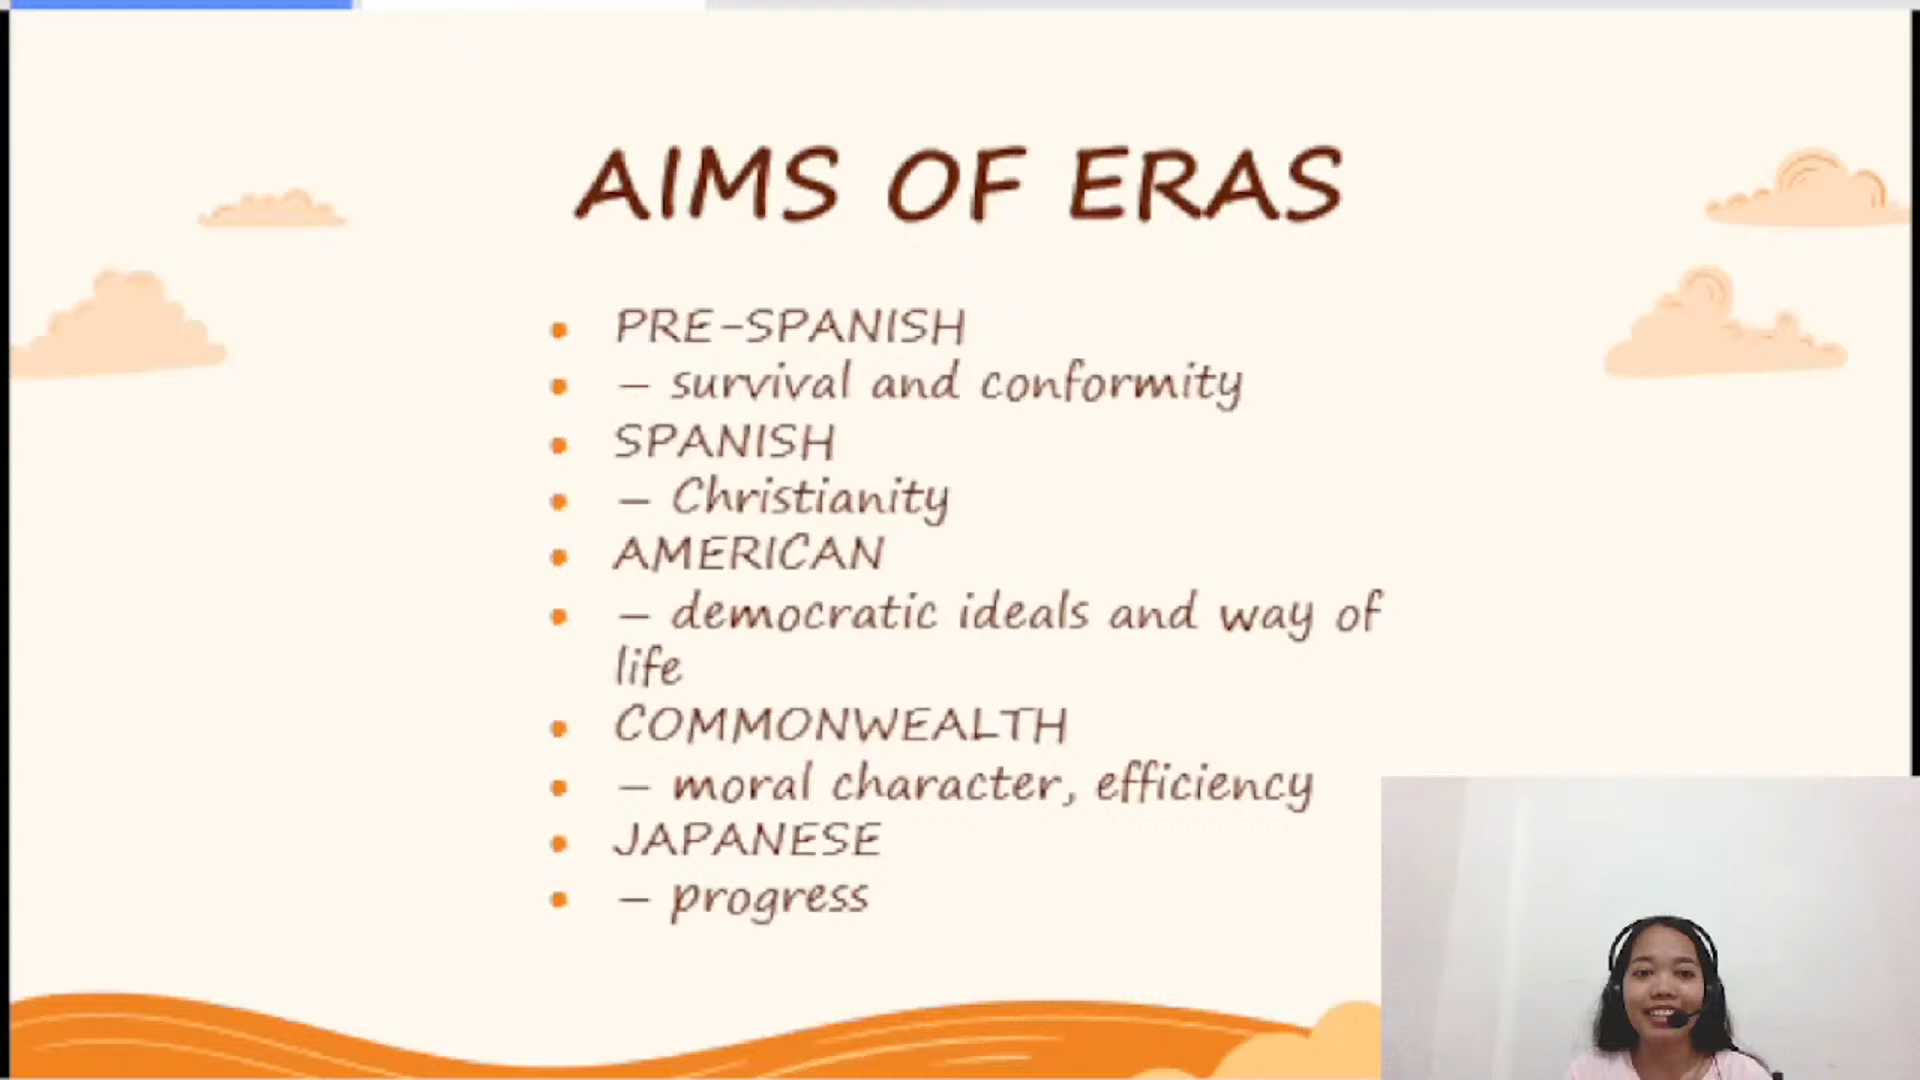 AIMS OF ERAS
• PRE-SPANISH
• – survival and conformity
• SPANISH
• – Christianity
• AMERICAN
• – democratic ideals and way of
life
• COMMONWEALTH
• – moral character, efficiency
• JAPANESE
• – progress